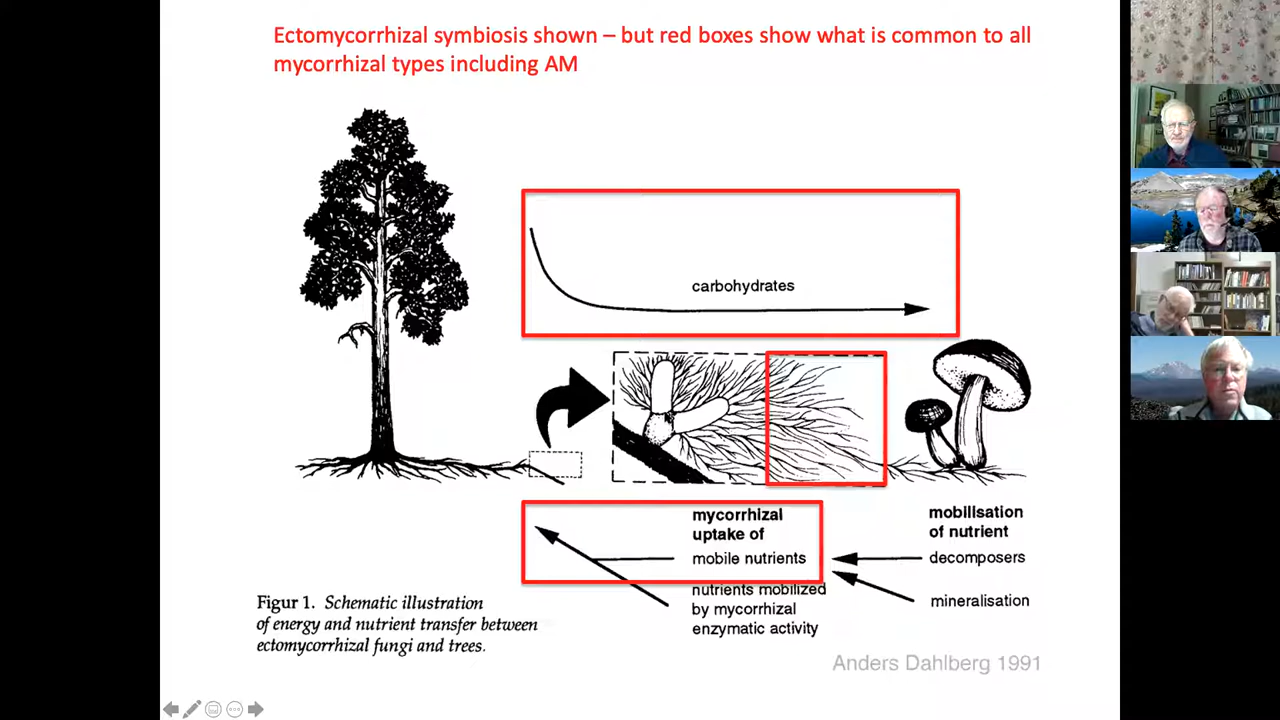 Ectomycorrhizal symbiosis shown – but red boxes show what is common to all
mycorrhizal types including AM
carbohydrates
mycorrhizal
uptake of
mobile nutrients
nutrients mobilized
by mycorrhizal
enzymatic activity
mobilisation
of nutrient
decomposers
mineralisation
Figur 1. Schematic illustration
of energy and nutrient transfer between
ectomycorrhizal fungi and trees.
Anders Dahlberg 1991